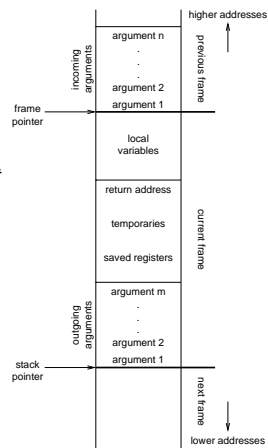 higher addresses
argument n
.
.
.
argument 2
argument 1
incoming
arguments
previous frame
frame
pointer
local
variables
return address
temporaries
saved registers
current frame
argument m
.
.
.
argument 2
argument 1
outgoing
arguments
stack
pointer
next frame
lower addresses